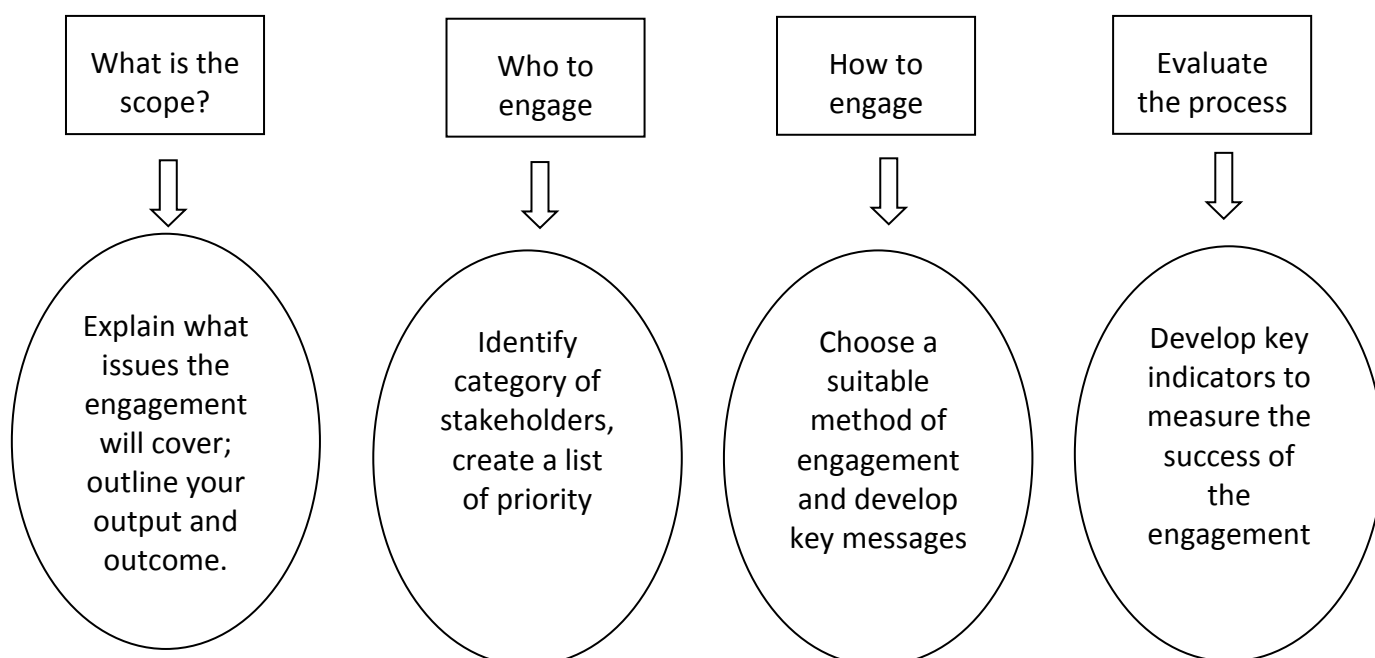 What is the
scope?
Who to
engage
How to
engage
Evaluate
the process
Explain what
issues the
engagement
will cover;
outline your
output and
outcome.
Identify
category of
stakeholders,
create a list
of priority
Choose a
suitable
method of
engagement
and develop
key messages
Develop key
indicators to
measure the
success of
the
engagement